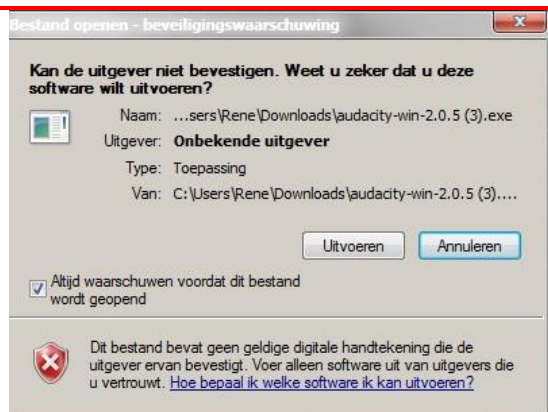 Bestand openen - beveiligingswaarschuwing
Kan de uitgever niet bevestigen. Weet u zeker dat u deze
software wilt uitvoeren?
Naam: ...sers\Rene\Downloads\audacity-win-2.0.5 (3).exe
Uitgever: Onbekende uitgever
Type: Toepassing
Van: C:\Users\Rene\Downloads\audacity-win-2.0.5 (3)....
Uitvoeren Annuleren
Altijd waarschuwen voordat dit bestand
wordt geopend
Dit bestand bevat geen geldige digitale handtekening die de
uitgever ervan bevestigt. Voer alleen software uit van uitgevers die
u vertrouwt. Hoe bepaal ik welke software ik kan uitvoeren?